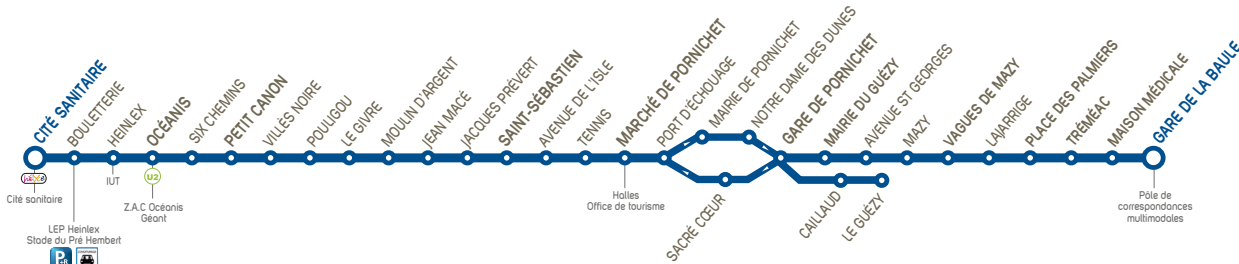 CITÉ SANITAIRE
BOULETTERIE
HEINLEX
OCÉANIS
SIX CHEMINS
PETIT CANON
VILLÈS NOIRE
POULIGOU
LE GIVRE
MOULIN D'ARGENT
JEAN MACÉ
JACQUES PRÉVERT
SAINT-SÉBASTIEN
AVENUE DE L'ISLE
TENNIS
MARCHÉ DE PORNICHET
PORT D'ÉCHOUAGE
MAIRIE DE PORNICHET
NOTRE DAME DES DUNES
SACRÉ CŒUR
GARE DE PORNICHET
MAIRIE DU GUÉZY
AVENUE ST GEORGES
MAZY
VAGUES DE MAZY
LAJARRIGE
PLACE DES PALMIERS
TRÉMÉAC
MAISON MÉDICALE
GARE DE LA BAULE
CAILLAUD
LE GUÉZY
hélyce
Cité sanitaire
LEP Heinlex
Stade du Pré Hembert
P+R
IUT
U2
Z.A.C Océanis
Géant
Halles
Office de tourisme
Pôle de
correspondances
multimodales